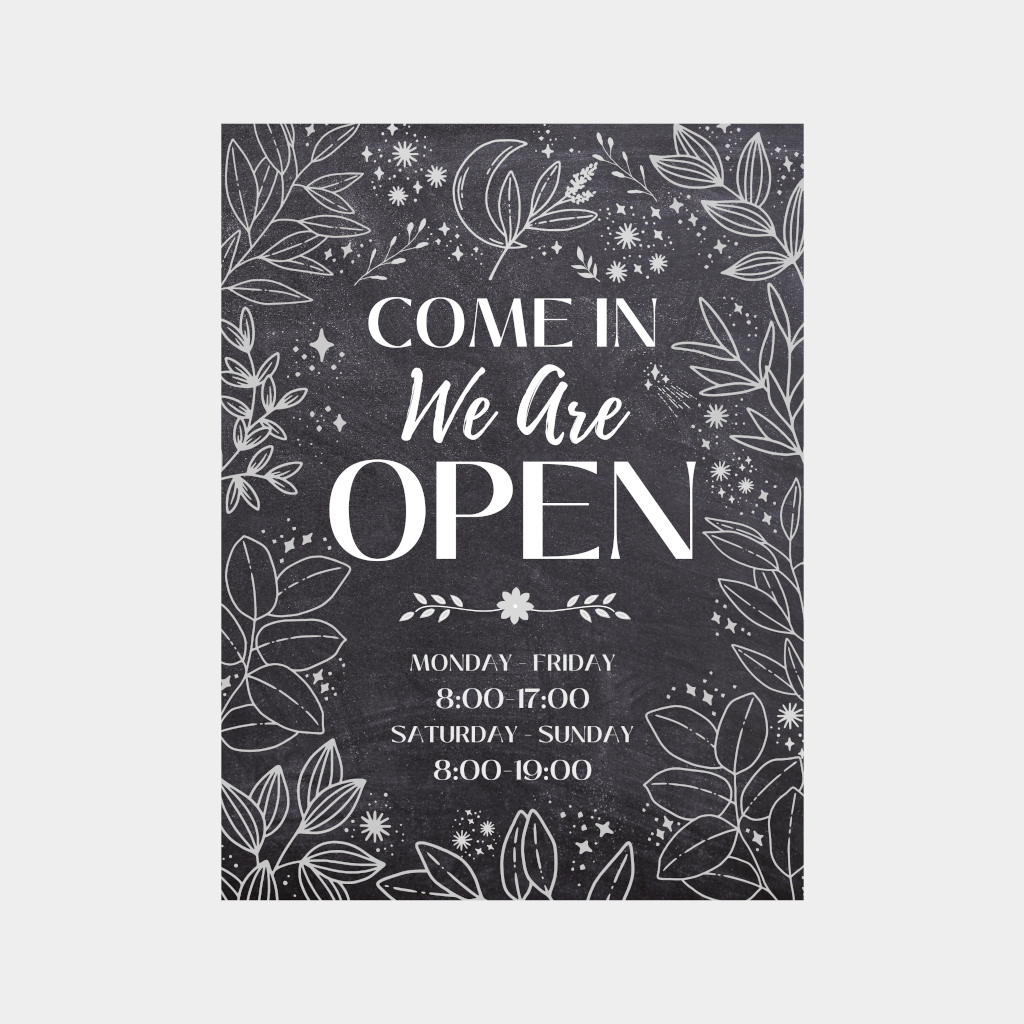 COME IN
We Are
OPEN
MONDAY - FRIDAY
8:00-17:00
SATURDAY - SUNDAY
8:00-19:00